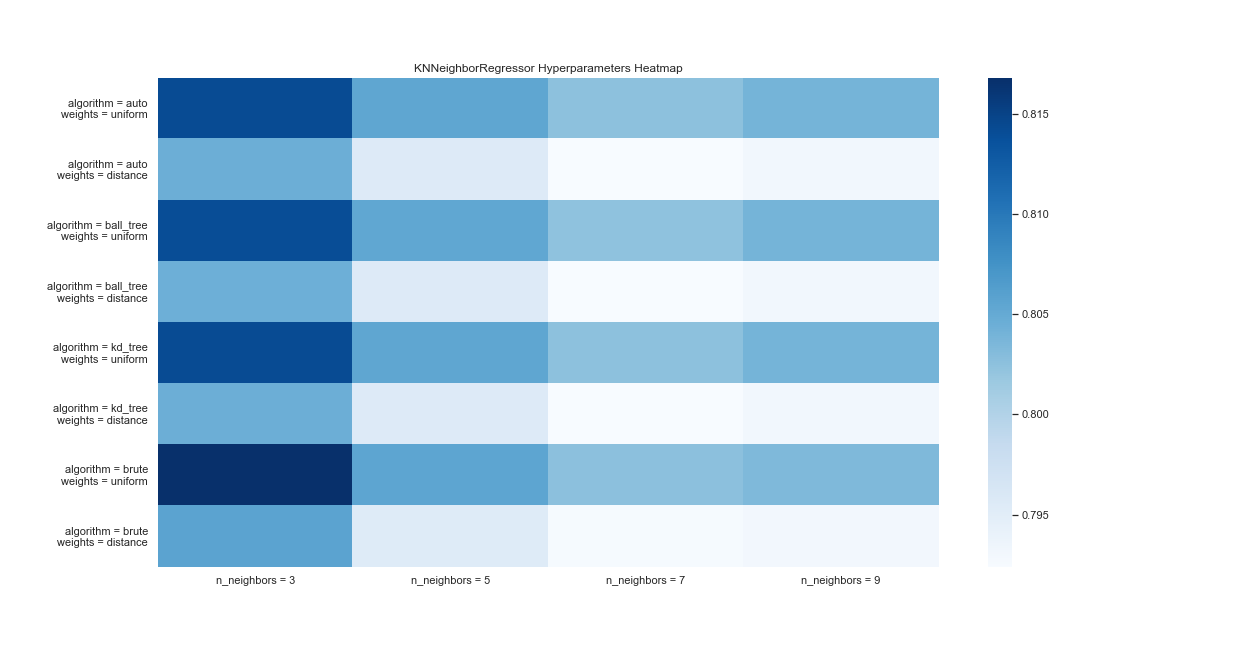 KNNeighborRegressor Hyperparameters Heatmap
algorithm = auto
weights = uniform
algorithm = auto
weights = distance
algorithm = ball_tree
weights = uniform
algorithm = ball_tree
weights = distance
algorithm = kd_tree
weights = uniform
algorithm = kd_tree
weights = distance
algorithm = brute
weights = uniform
algorithm = brute
weights = distance
n_neighbors = 3
n_neighbors = 5
n_neighbors = 7
n_neighbors = 9
0.815
0.810
0.805
0.800
0.795